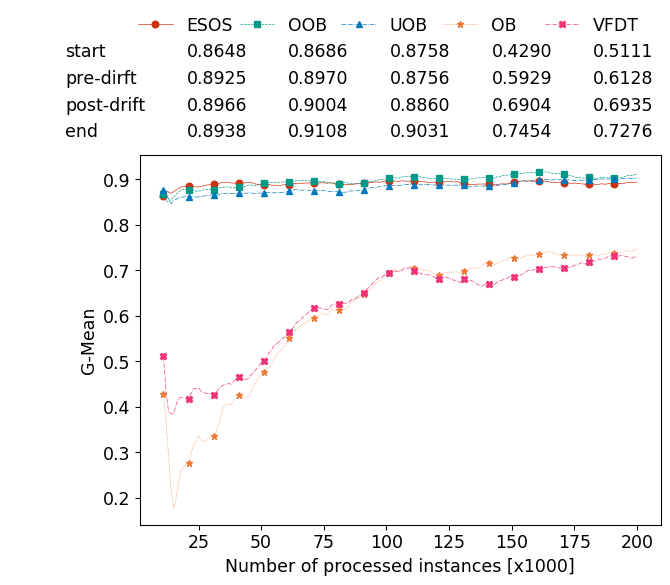 ESOS OOB UOB OB VFDT
start 0.8648 0.8686 0.8758 0.4290 0.5111
pre-dirft 0.8925 0.8970 0.8756 0.5929 0.6128
post-drift 0.8966 0.9004 0.8860 0.6904 0.6935
end 0.8938 0.9108 0.9031 0.7454 0.7276
0.9
0.8
0.7
0.6
0.5
0.4
0.3
0.2
G-Mean
25 50 75 100 125 150 175 200
Number of processed instances [x1000]